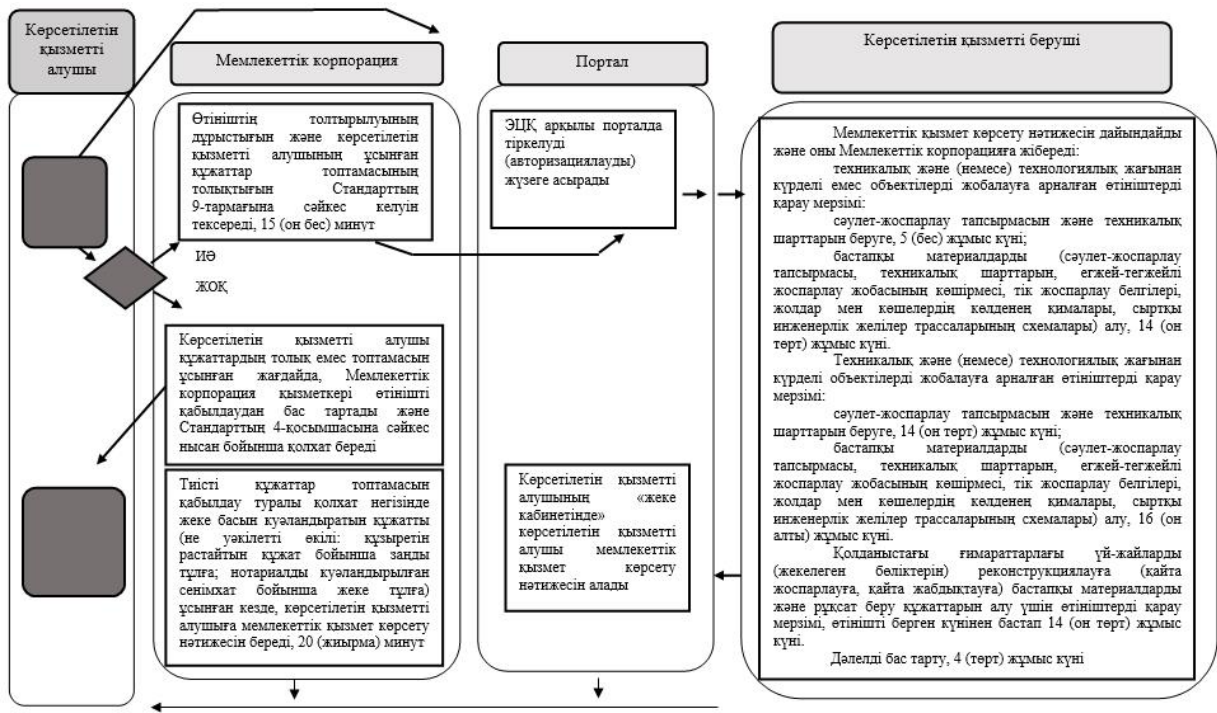 Көрсетілетін
қызметті
алушы
Мемлекеттік корпорация
Портал
Көрсетілетін қызметті беруші
Өтініштің толтырылуының
дұрыстығын және көрсетілетін
қызметті алушының ұсынған
құжаттар топтамасының
толықтығын Стандарттың
9-тармағына сәйкес келуін
тексереді, 15 (он бес) минут
ИӘ
ЖОҚ
Көрсетілетін қызметті алушы
құжаттардың толық емес топтамасын
ұсынған жағдайда, Мемлекеттік
корпорация қызметкері өтінішті
қабылдаудан бас тартады және
Стандарттың 4-қосымшасына сәйкес
нысан бойынша қолхат береді
Тиісті құжаттар топтамасын
қабылдау туралы қолхат негізінде
жеке басын куәландыратын құжатты
(не уәкілетті өкілі: құзыретін
растайтын құжат бойынша заңды
тұлға; нотариалды куәландырылған
сенімхат бойынша жеке тұлға)
ұсынған кезде, көрсетілетін қызметті
алушыға мемлекеттік қызмет көрсету
нәтижесін береді, 20 (жиырма) минут
ЭЦҚ арқылы порталда
тіркелуді
(авторизациялауды)
жүзеге асырады
Көрсетілетін қызметті
алушының «жеке
кабинетінде»
көрсетілетін қызметті
алушы мемлекеттік
қызмет көрсету
нәтижесін алады
Мемлекеттік қызмет көрсету нәтижесін дайындайды
және оны Мемлекеттік корпорацияға жібереді:
техникалық және (немесе) технологиялық жағынан
күрделі емес объектілерді жобалауға арналған өтініштерді
қарау мерзімі:
сәулет-жоспарлау тапсырмасын және техникалық
шарттарын беруге, 5 (бес) жұмыс күні;
бастапқы материалдарды (сәулет-жоспарлау
тапсырмасы, техникалық шарттарын, егжей-тегжейлі
жоспарлау жобасының көшірмесі, тік жоспарлау белгілері,
жолдар мен көшелердің көлденең қималары, сыртқы
инженерлік желілер трассаларының схемалары) алу, 14 (он
төрт) жұмыс күні.
Техникалық және (немесе) технологиялық жағынан
күрделі объектілерді жобалауға арналған өтініштерді қарау
мерзімі:
сәулет-жоспарлау тапсырмасын және техникалық
шарттарын беруге, 14 (он төрт) жұмыс күні;
бастапқы материалдарды (сәулет-жоспарлау
тапсырмасы, техникалық шарттарын, егжей-тегжейлі
жоспарлау жобасының көшірмесі, тік жоспарлау белгілері,
жолдар мен көшелердің көлденең қималары, сыртқы
инженерлік желілер трассаларының схемалары) алу, 16 (он
алты) жұмыс күні.
Қолданыстағы ғимараттарлағы үй-жайларды
(жекелеген бөліктерін) реконструкциялауға (қайта
жоспарлауға, қайта жабдықтауға) бастапқы материалдарды
және рұқсат беру құжаттарын алу үшін өтініштерді қарау
мерзімі, өтінішті берген күнінен бастап 14 (он төрт) жұмыс
күні.
Дәлелді бас тарту, 4 (төрт) жұмыс күні